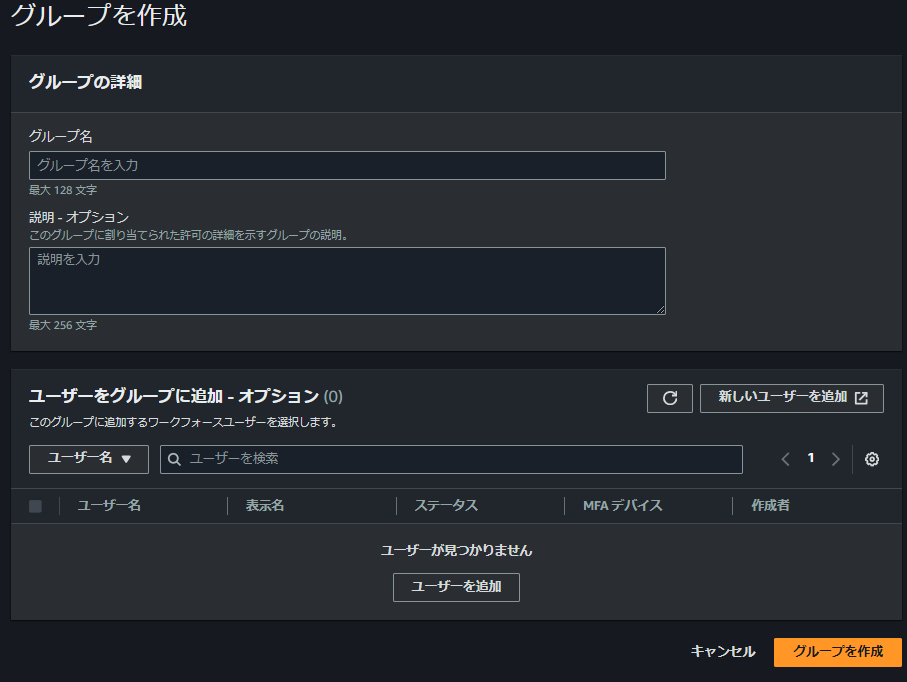 グループを作成
グループの詳細
グループ名
グループ名を入力
最大 128 文字
説明 - オプション
このグループに割り当てられた許可の詳細を示すグループの説明。
説明を入力
最大 256 文字
ユーザーをグループに追加 - オプション (0)
新しいユーザーを追加
このグループに追加するワークフォースユーザーを選択します。
ユーザー名
ユーザーを検索
1
ユーザー名 表示名 ステータス MFA デバイス 作成者
ユーザーが見つかりません
ユーザーを追加
キャンセル グループを作成